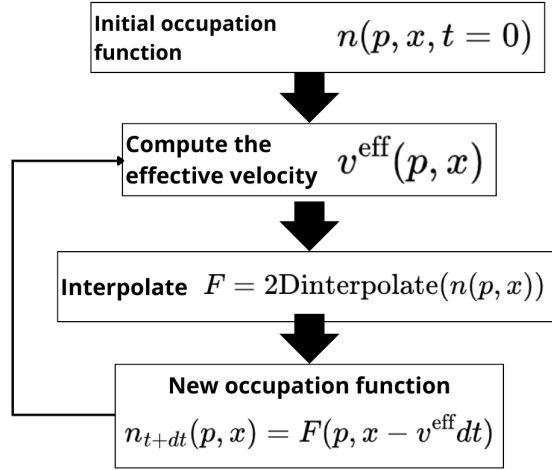 Initial occupation
function n(p, x, t = 0)
Compute the
effective velocity v^eff(p, x)
Interpolate F = 2Dinterpolate(n(p, x))
New occupation function
n_{t+dt}(p, x) = F(p, x − v^eff dt)